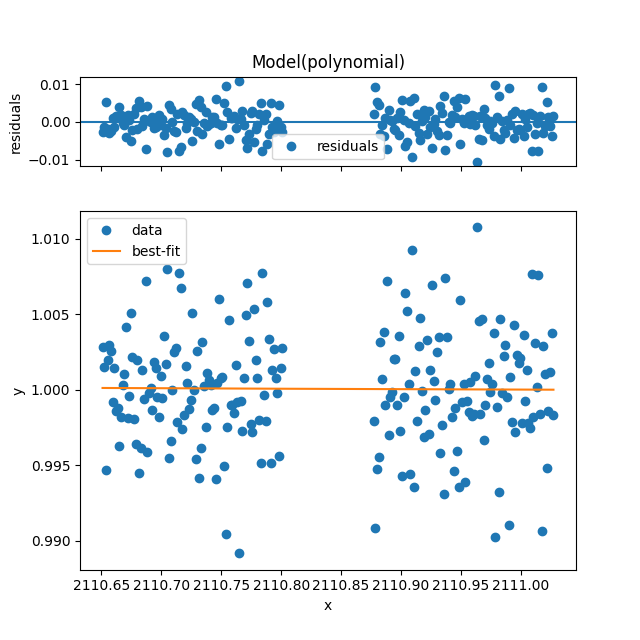 Model(polynomial)
0.01
0.00
−0.01
residuals
residuals
data
best-fit
1.010
1.005
1.000
0.995
0.990
y
2110.65 2110.70 2110.75 2110.80 2110.85 2110.90 2110.95 2111.00
x